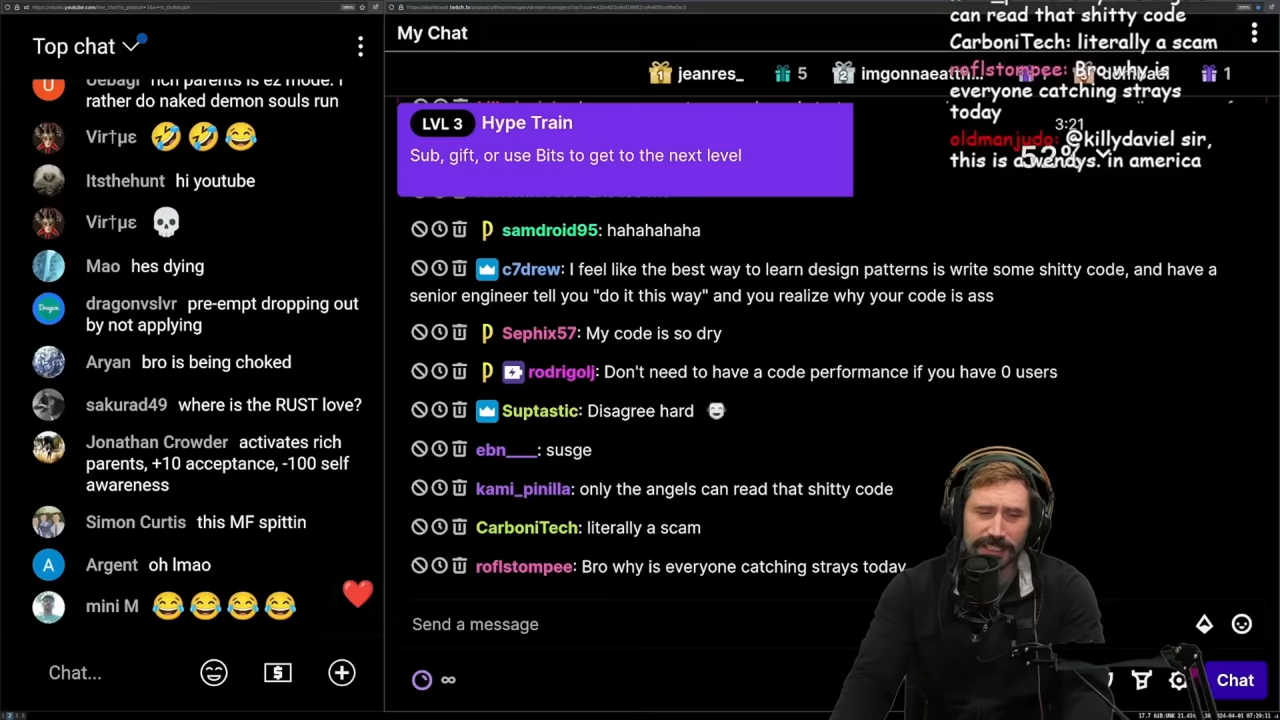 Top chat
Uebagi rich parents is ez mode. I
rather do naked demon souls run
Vir†με 🤣🤣😂
Itsthehunt hi youtube
Vir†με 💀
Mao hes dying
dragonvslvr pre-empt dropping out
by not applying
Aryan bro is being choked
sakurad49 where is the RUST love?
Jonathan Crowder activates rich
parents, +10 acceptance, -100 self
awareness
Simon Curtis this MF spittin
Argent oh lmao
mini M 😂😂😂😂
Chat...
My Chat
jeanres_ 5 imgonnaeattn... 1
LVL 3 Hype Train
Sub, gift, or use Bits to get to the next level
3:21
52%
samdroid95: hahahahaha
c7drew: I feel like the best way to learn design patterns is write some shitty code, and have a
senior engineer tell you "do it this way" and you realize why your code is ass
Sephix57: My code is so dry
rodrigolj: Don't need to have a code performance if you have 0 users
Suptastic: Disagree hard
ebn____: susge
kami_pinilla: only the angels can read that shitty code
CarboniTech: literally a scam
roflstompee: Bro why is everyone catching strays today
Send a message
Chat
can read that shitty code
CarboniTech: literally a scam
roflstompee: Bro why is
everyone catching strays
today
oldmanjudo: @killydaviel sir,
this is a wendys. in america